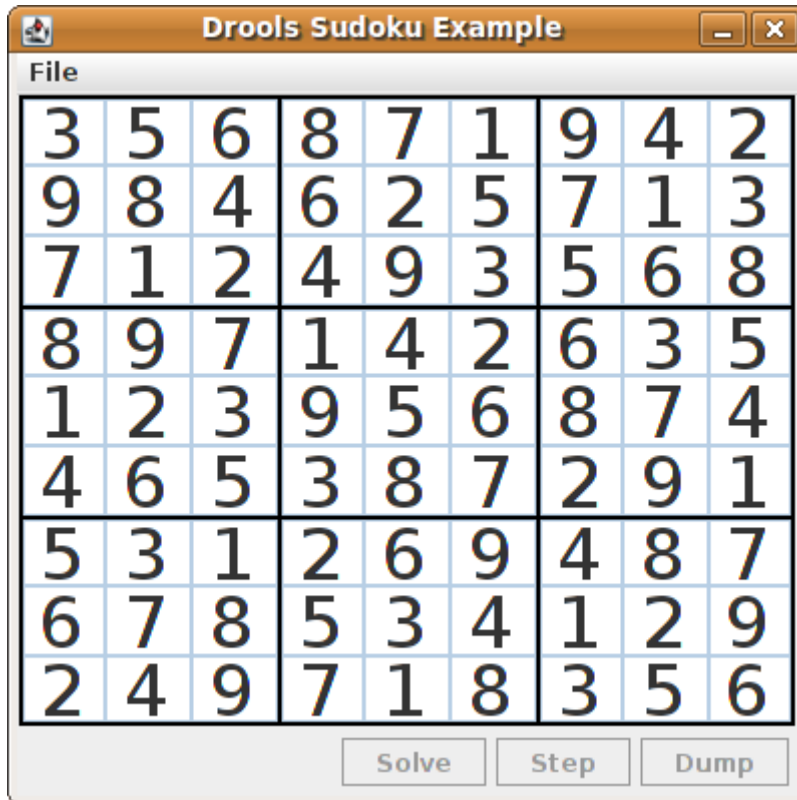 Drools Sudoku Example
File
3 5 6 8 7 1 9 4 2
9 8 4 6 2 5 7 1 3
7 1 2 4 9 3 5 6 8
8 9 7 1 4 2 6 3 5
1 2 3 9 5 6 8 7 4
4 6 5 3 8 7 2 9 1
5 3 1 2 6 9 4 8 7
6 7 8 5 3 4 1 2 9
2 4 9 7 1 8 3 5 6
Solve Step Dump